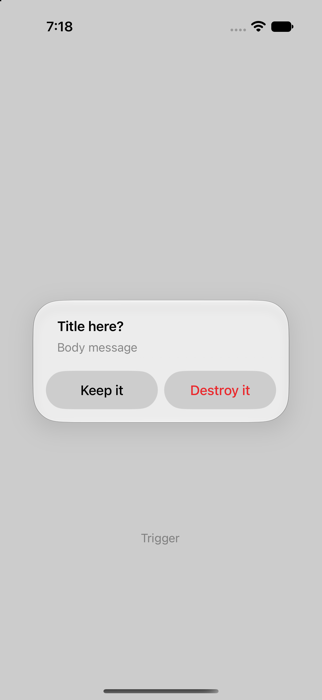 7:18
Title here?
Body message
Keep it
Destroy it
Trigger